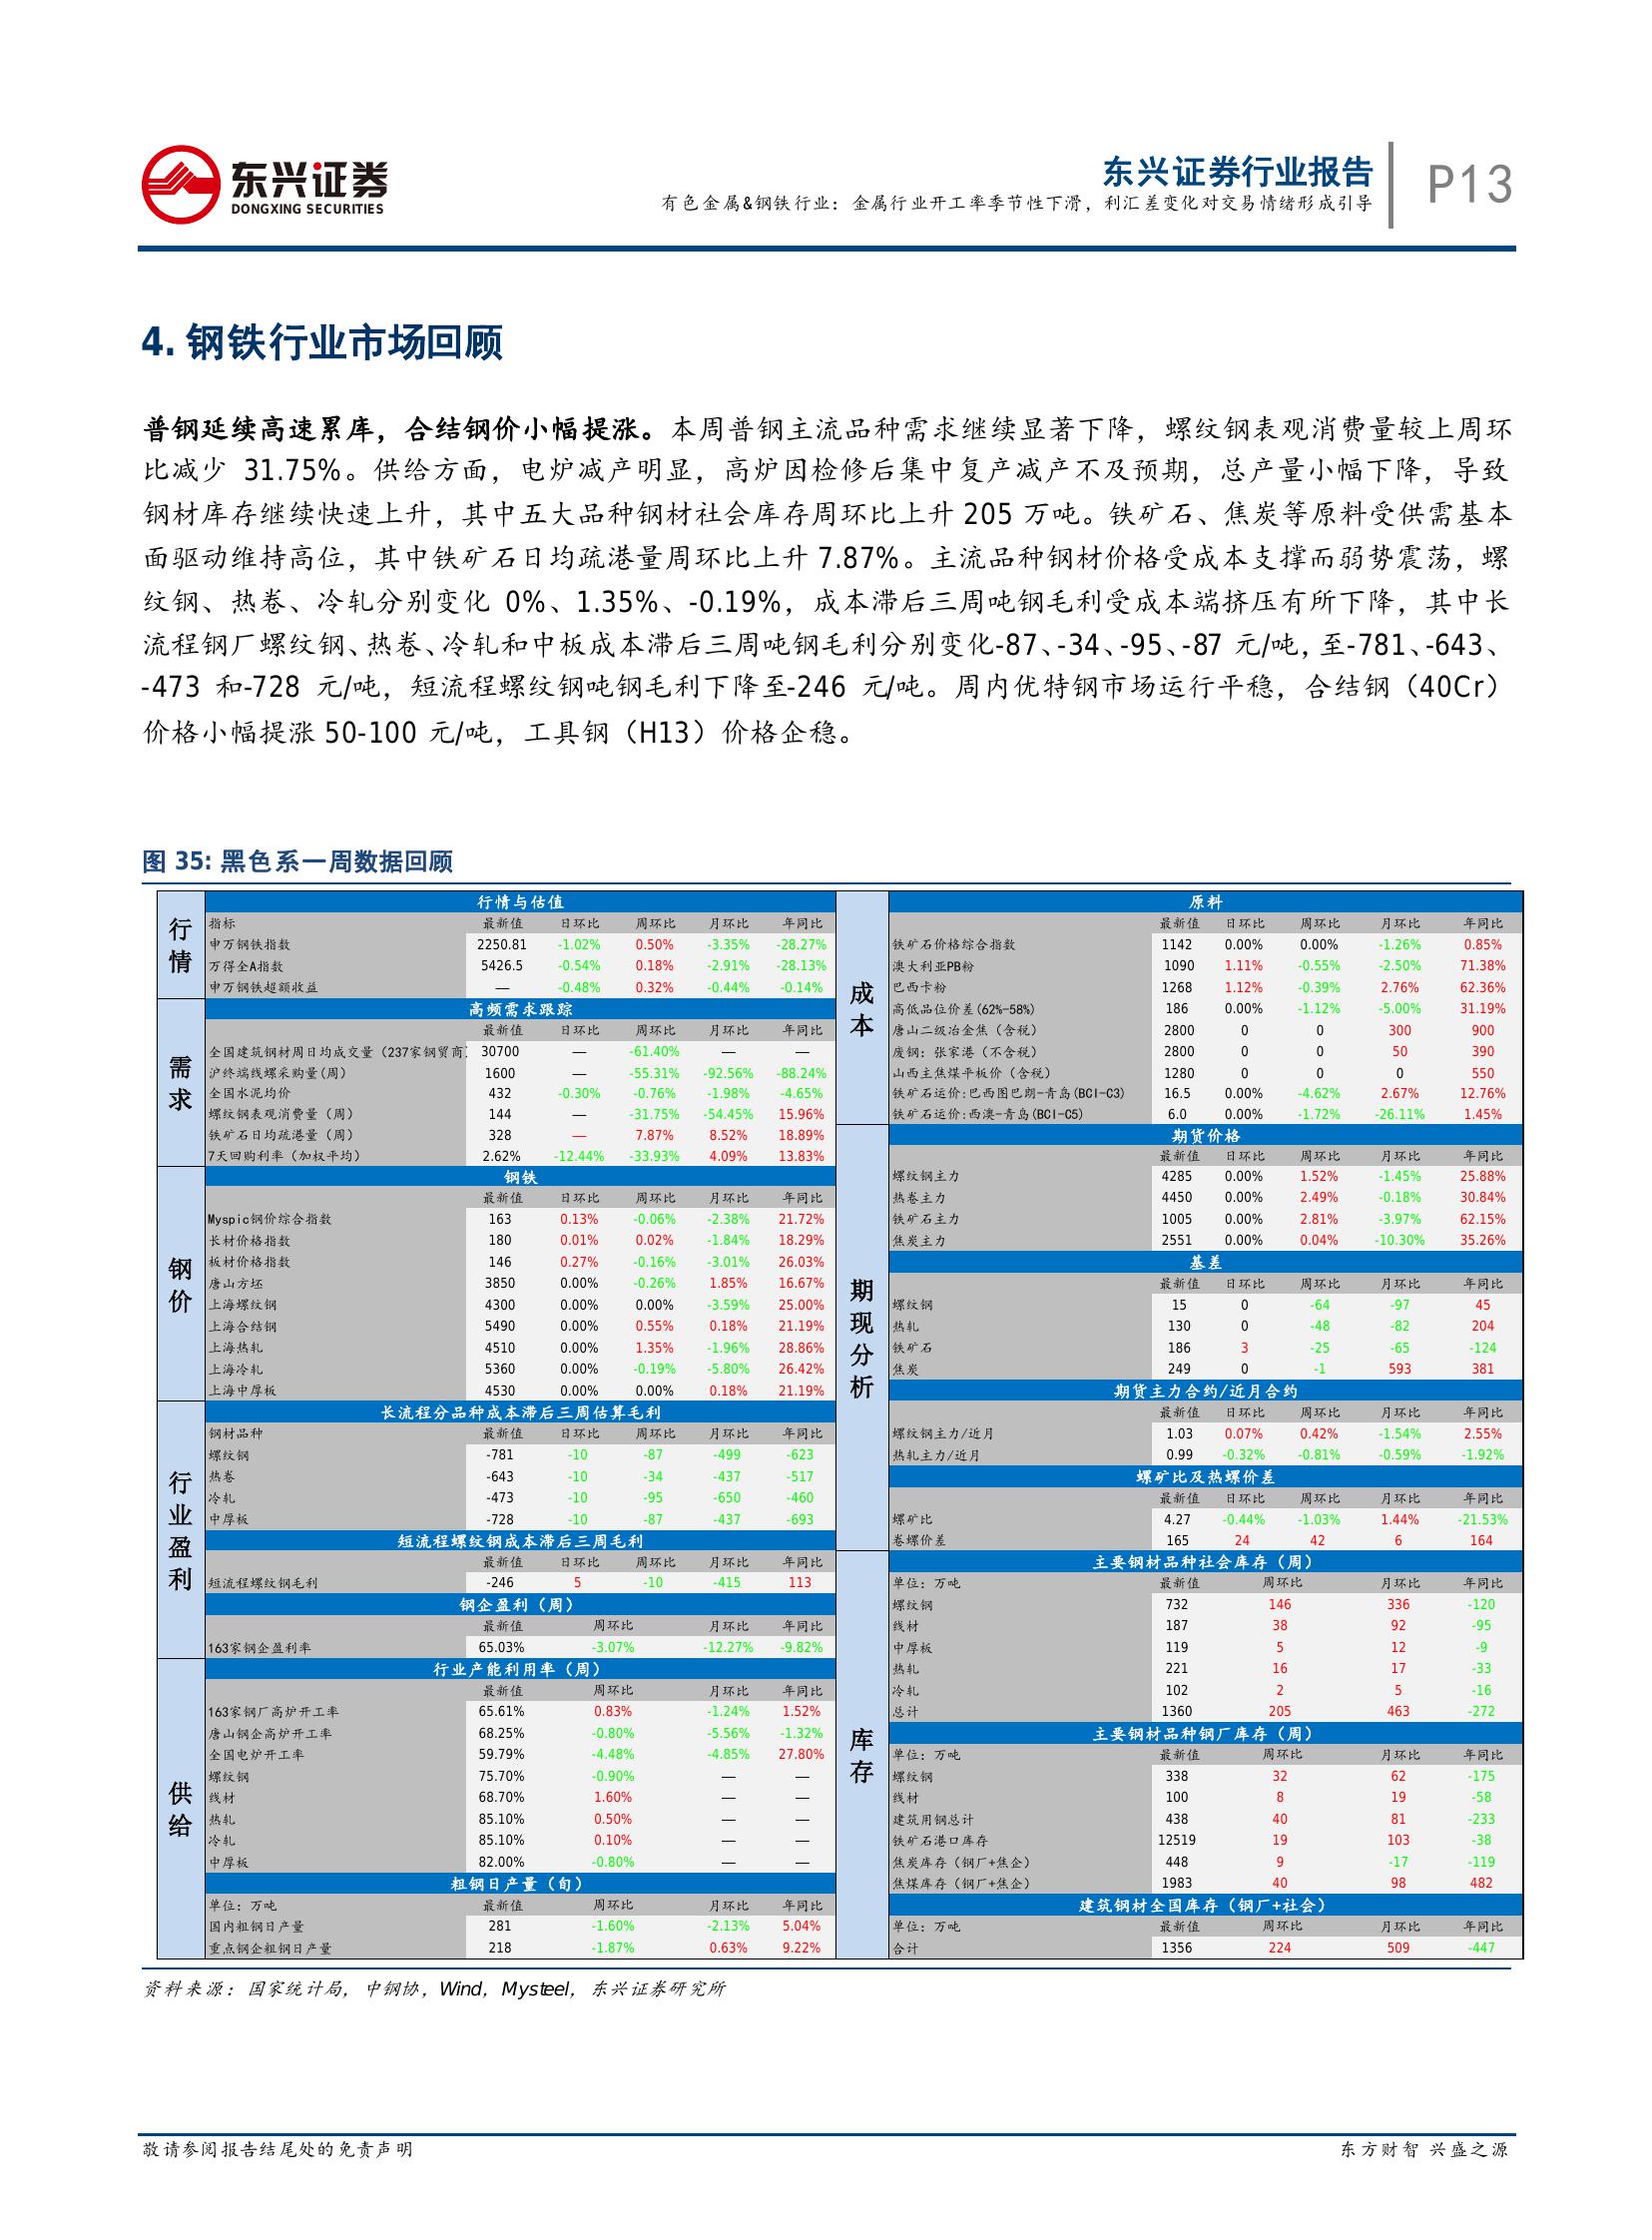 东兴证券
DONGXING SECURITIES
东兴证券行业报告
有色金属&钢铁行业：金属行业开工率季节性下滑，利汇差变化对交易情绪形成引导
P13
4. 钢铁行业市场回顾
普钢延续高速累库，合结钢价小幅提涨。本周普钢主流品种需求继续显著下降，螺纹钢表观消费量较上周环
比减少 31.75%。供给方面，电炉减产明显，高炉因检修后集中复产减产不及预期，总产量小幅下降，导致
钢材库存继续快速上升，其中五大品种钢材社会库存周环比上升 205 万吨。铁矿石、焦炭等原料受供需基本
面驱动维持高位，其中铁矿石日均疏港量周环比上升 7.87%。主流品种钢材价格受成本支撑而弱势震荡，螺
纹钢、热卷、冷轧分别变化 0%、1.35%、-0.19%，成本滞后三周吨钢毛利受成本端挤压有所下降，其中长
流程钢厂螺纹钢、热卷、冷轧和中板成本滞后三周吨钢毛利分别变化-87、-34、-95、-87 元/吨，至-781、-643、
-473 和-728 元/吨，短流程螺纹钢吨钢毛利下降至-246 元/吨。周内优特钢市场运行平稳，合结钢（40Cr）
价格小幅提涨 50-100 元/吨，工具钢（H13）价格企稳。
图 35: 黑色系一周数据回顾
行情
行情与估值
指标 最新值 日环比 周环比 月环比 年同比
申万钢铁指数 2250.81 -1.02% 0.50% -3.35% -28.27%
万得全A指数 5426.5 -0.54% 0.18% -2.91% -28.13%
申万钢铁超额收益 — -0.48% 0.32% -0.44% -0.14%
需求
高频需求跟踪
最新值 日环比 周环比 月环比 年同比
全国建筑钢材周日均成交量（237家钢贸商） 30700 — -61.40% — —
沪终端线螺采购量(周) 1600 — -55.31% -92.56% -88.24%
全国水泥均价 432 -0.30% -0.76% -1.98% -4.65%
螺纹钢表观消费量（周） 144 — -31.75% -54.45% 15.96%
铁矿石日均疏港量（周） 328 — 7.87% 8.52% 18.89%
7天回购利率（加权平均） 2.62% -12.44% -33.93% 4.09% 13.83%
钢价
钢铁
最新值 日环比 周环比 月环比 年同比
Myspic钢价综合指数 163 0.13% -0.06% -2.38% 21.72%
长材价格指数 180 0.01% 0.02% -1.84% 18.29%
板材价格指数 146 0.27% -0.16% -3.01% 26.03%
唐山方坯 3850 0.00% -0.26% 1.85% 16.67%
上海螺纹钢 4300 0.00% 0.00% -3.59% 25.00%
上海合结钢 5490 0.00% 0.55% 0.18% 21.19%
上海热轧 4510 0.00% 1.35% -1.96% 28.86%
上海冷轧 5360 0.00% -0.19% -5.80% 26.42%
上海中厚板 4530 0.00% 0.00% 0.18% 21.19%
行业盈利
长流程分品种成本滞后三周估算毛利
钢材品种 最新值 日环比 周环比 月环比 年同比
螺纹钢 -781 -10 -87 -499 -623
热卷 -643 -10 -34 -437 -517
冷轧 -473 -10 -95 -650 -460
中厚板 -728 -10 -87 -437 -693
短流程螺纹钢成本滞后三周毛利
最新值 日环比 周环比 月环比 年同比
短流程螺纹钢毛利 -246 5 -10 -415 113
钢企盈利（周）
最新值 周环比 月环比 年同比
163家钢企盈利率 65.03% -3.07% -12.27% -9.82%
供给
行业产能利用率（周）
最新值 周环比 月环比 年同比
163家钢厂高炉开工率 65.61% 0.83% -1.24% 1.52%
唐山钢企高炉开工率 68.25% -0.80% -5.56% -1.32%
全国电炉开工率 59.79% -4.48% -4.85% 27.80%
螺纹钢 75.70% -0.90% — —
线材 68.70% 1.60% — —
热轧 85.10% 0.50% — —
冷轧 85.10% 0.10% — —
中厚板 82.00% -0.80% — —
粗钢日产量（旬）
单位：万吨 最新值 周环比 月环比 年同比
国内粗钢日产量 281 -1.60% -2.13% 5.04%
重点钢企粗钢日产量 218 -1.87% 0.63% 9.22%
成本
原料
最新值 日环比 周环比 月环比 年同比
铁矿石价格综合指数 1142 0.00% 0.00% -1.26% 0.85%
澳大利亚PB粉 1090 1.11% -0.55% -2.50% 71.38%
巴西卡粉 1268 1.12% -0.39% 2.76% 62.36%
高低品位价差(62%-58%) 186 0.00% -1.12% -5.00% 31.19%
唐山二级冶金焦（含税） 2800 0 0 300 900
废钢：张家港（不含税） 2800 0 0 50 390
山西主焦煤平板价（含税） 1280 0 0 0 550
铁矿石运价:巴西图巴朗-青岛(BCI-C3) 16.5 0.00% -4.62% 2.67% 12.76%
铁矿石运价:西澳-青岛(BCI-C5) 6.0 0.00% -1.72% -26.11% 1.45%
期现分析
期货价格
最新值 日环比 周环比 月环比 年同比
螺纹钢主力 4285 0.00% 1.52% -1.45% 25.88%
热卷主力 4450 0.00% 2.49% -0.18% 30.84%
铁矿石主力 1005 0.00% 2.81% -3.97% 62.15%
焦炭主力 2551 0.00% 0.04% -10.30% 35.26%
基差
最新值 日环比 周环比 月环比 年同比
螺纹钢 15 0 -64 -97 45
热轧 130 0 -48 -82 204
铁矿石 186 3 -25 -65 -124
焦炭 249 0 -1 593 381
期货主力合约/近月合约
最新值 日环比 周环比 月环比 年同比
螺纹钢主力/近月 1.03 0.07% 0.42% -1.54% 2.55%
热轧主力/近月 0.99 -0.32% -0.81% -0.59% -1.92%
螺矿比及热螺价差
最新值 日环比 周环比 月环比 年同比
螺矿比 4.27 -0.44% -1.03% 1.44% -21.53%
卷螺价差 165 24 42 6 164
库存
主要钢材品种社会库存（周）
单位：万吨 最新值 周环比 月环比 年同比
螺纹钢 732 146 336 -120
线材 187 38 92 -95
中厚板 119 5 12 -9
热轧 221 16 17 -33
冷轧 102 2 5 -16
总计 1360 205 463 -272
主要钢材品种钢厂库存（周）
单位：万吨 最新值 周环比 月环比 年同比
螺纹钢 338 32 62 -175
线材 100 8 19 -58
建筑用钢总计 438 40 81 -233
铁矿石港口库存 12519 19 103 -38
焦炭库存（钢厂+焦企） 448 9 -17 -119
焦煤库存（钢厂+焦企） 1983 40 98 482
建筑钢材全国库存（钢厂+社会）
单位：万吨 最新值 周环比 月环比 年同比
合计 1356 224 509 -447
资料来源：国家统计局，中钢协，Wind，Mysteel，东兴证券研究所
敬请参阅报告结尾处的免责声明
东方财智 兴盛之源